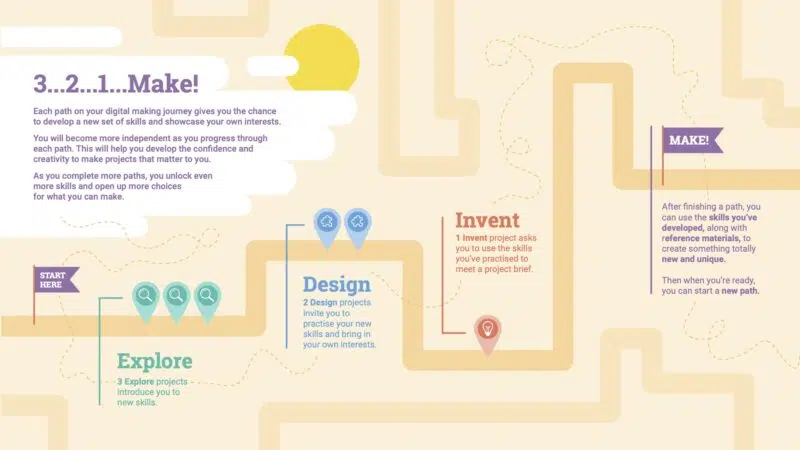 3...2...1...Make!
Each path on your digital making journey gives you the chance
to develop a new set of skills and showcase your own interests.
You will become more independent as you progress through
each path. This will help you develop the confidence and
creativity to make projects that matter to you.
As you complete more paths, you unlock even
more skills and open up more choices
for what you can make.
START
HERE
Explore
3 Explore projects
introduce you to
new skills.
Design
2 Design projects
invite you to
practise your new
skills and bring in
your own interests.
Invent
1 Invent project asks
you to use the skills
you've practised to
meet a project brief.
MAKE!
After finishing a path, you
can use the skills you've
developed, along with
reference materials, to
create something totally
new and unique.
Then when you're ready,
you can start a new path.